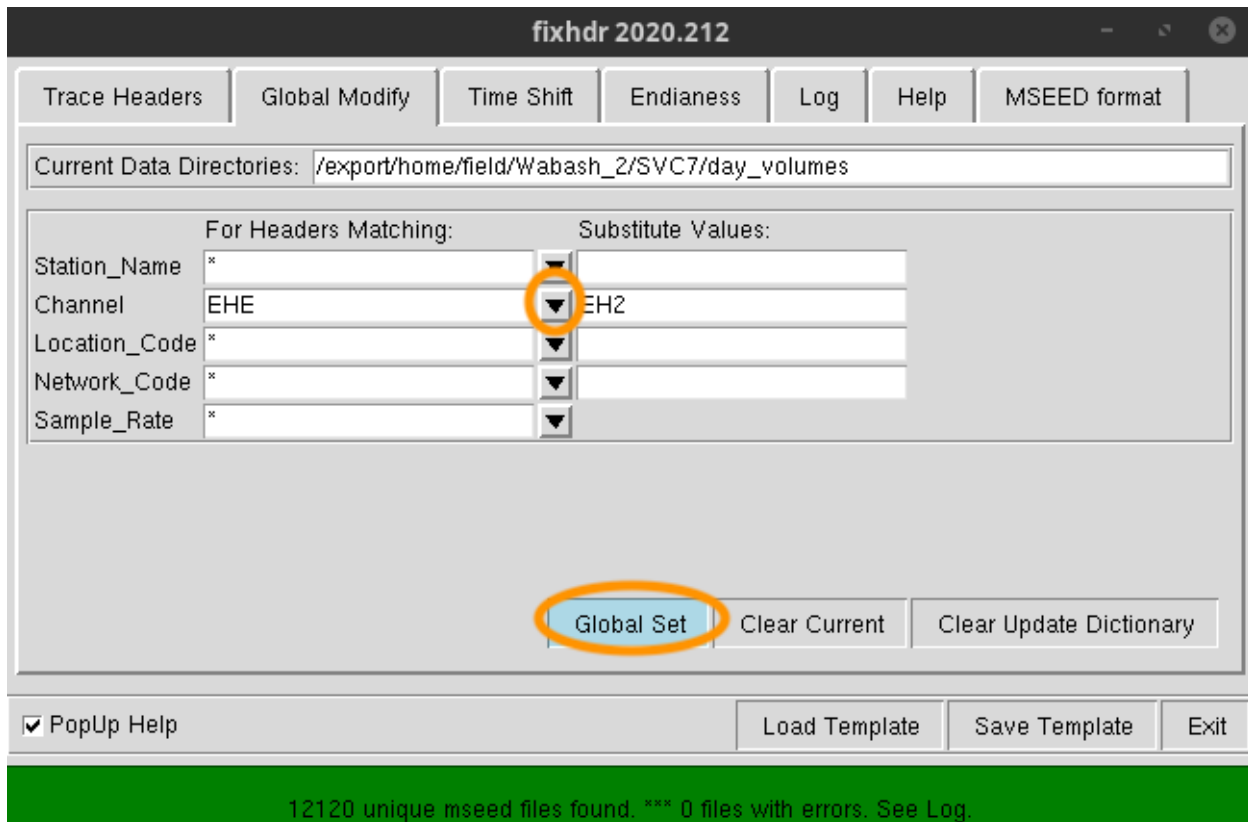 fixhdr 2020.212
Trace Headers Global Modify Time Shift Endianess Log Help MSEED format
Current Data Directories: /export/home/field/Wabash_2/SVC7/day_volumes
For Headers Matching: Substitute Values:
Station_Name *
Channel EHE EH2
Location_Code *
Network_Code *
Sample_Rate *
Global Set Clear Current Clear Update Dictionary
PopUp Help Load Template Save Template Exit
12120 unique mseed files found. *** 0 files with errors. See Log.